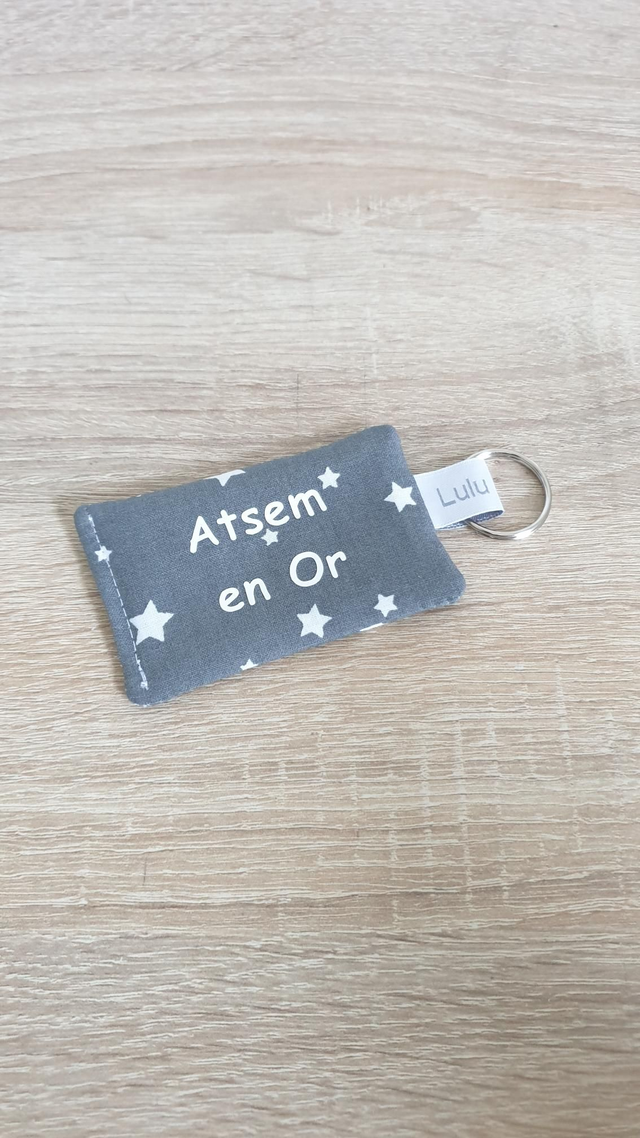 Atsem
en Or
Lulu